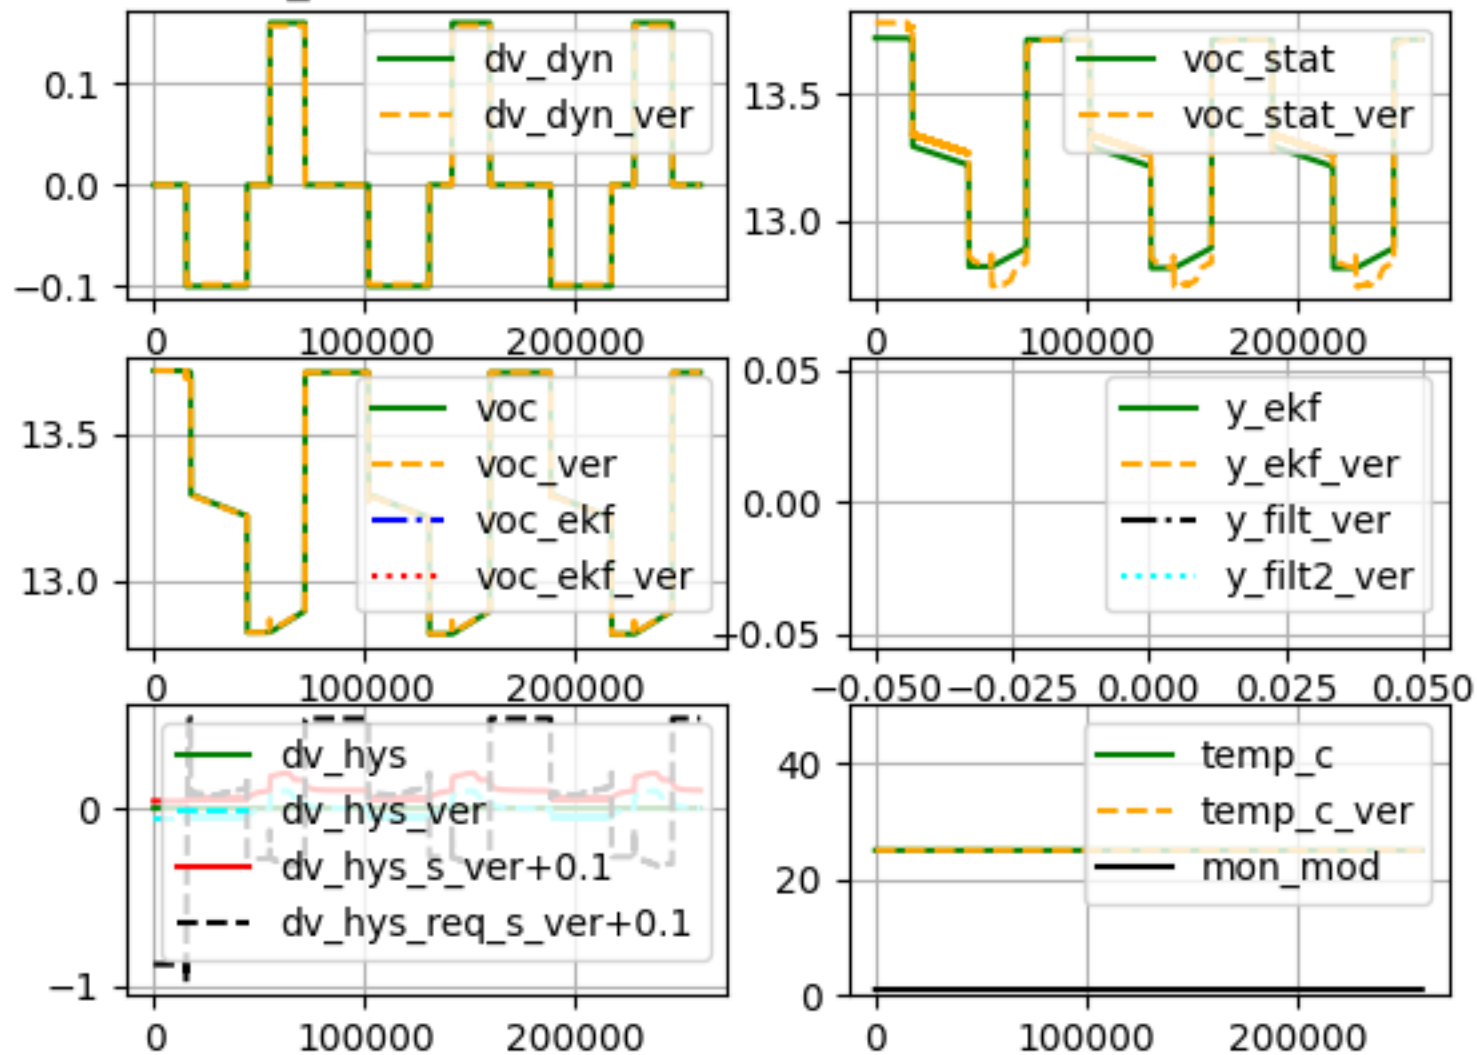 dv_dyn
dv_dyn_ver
0.1
0.0
−0.1
0
100000
200000
voc_stat
voc_stat_ver
13.5
13.0
0
100000
200000
voc
voc_ver
voc_ekf
voc_ekf_ver
13.5
13.0
0
100000
200000
y_ekf
y_ekf_ver
y_filt_ver
y_filt2_ver
0.05
0.00
−0.05
−0.050
−0.025
0.000
0.025
0.050
dv_hys
dv_hys_ver
dv_hys_s_ver+0.1
dv_hys_req_s_ver+0.1
0
−1
0
100000
200000
temp_c
temp_c_ver
mon_mod
40
20
0
0
100000
200000